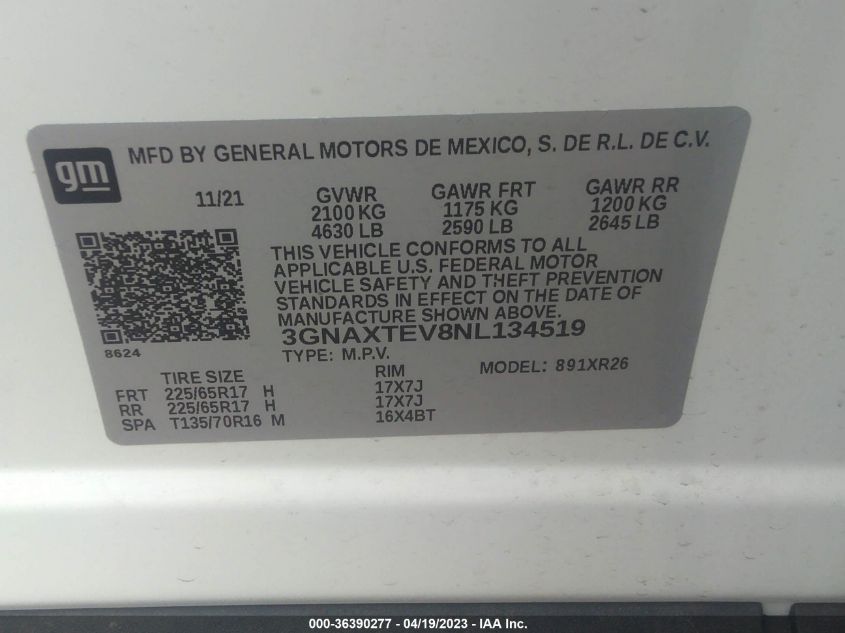 gm
MFD BY GENERAL MOTORS DE MEXICO, S. DE R.L. DE C.V.
11/21 GVWR GAWR FRT GAWR RR
2100 KG 1175 KG 1200 KG
4630 LB 2590 LB 2645 LB
THIS VEHICLE CONFORMS TO ALL
APPLICABLE U.S. FEDERAL MOTOR
VEHICLE SAFETY AND THEFT PREVENTION
STANDARDS IN EFFECT ON THE DATE OF
MANUFACTURE SHOWN ABOVE.
3GNAXTEV8NL134519
8624
TYPE: M.P.V. MODEL: 891XR26
TIRE SIZE RIM
FRT 225/65R17 H 17X7J
RR 225/65R17 H 17X7J
SPA T135/70R16 M 16X4BT
000-36390277 - 04/19/2023 - IAA Inc.